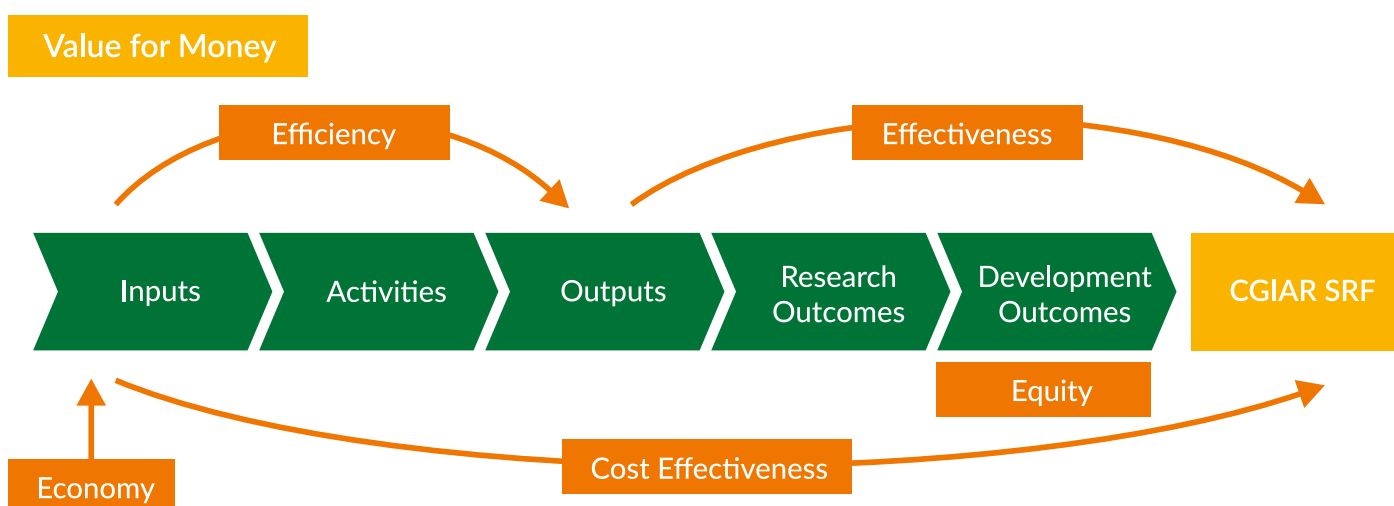 Value for Money
Efficiency
Effectiveness
Inputs
Activities
Outputs
Research
Outcomes
Development
Outcomes
CGIAR SRF
Equity
Cost Effectiveness
Economy